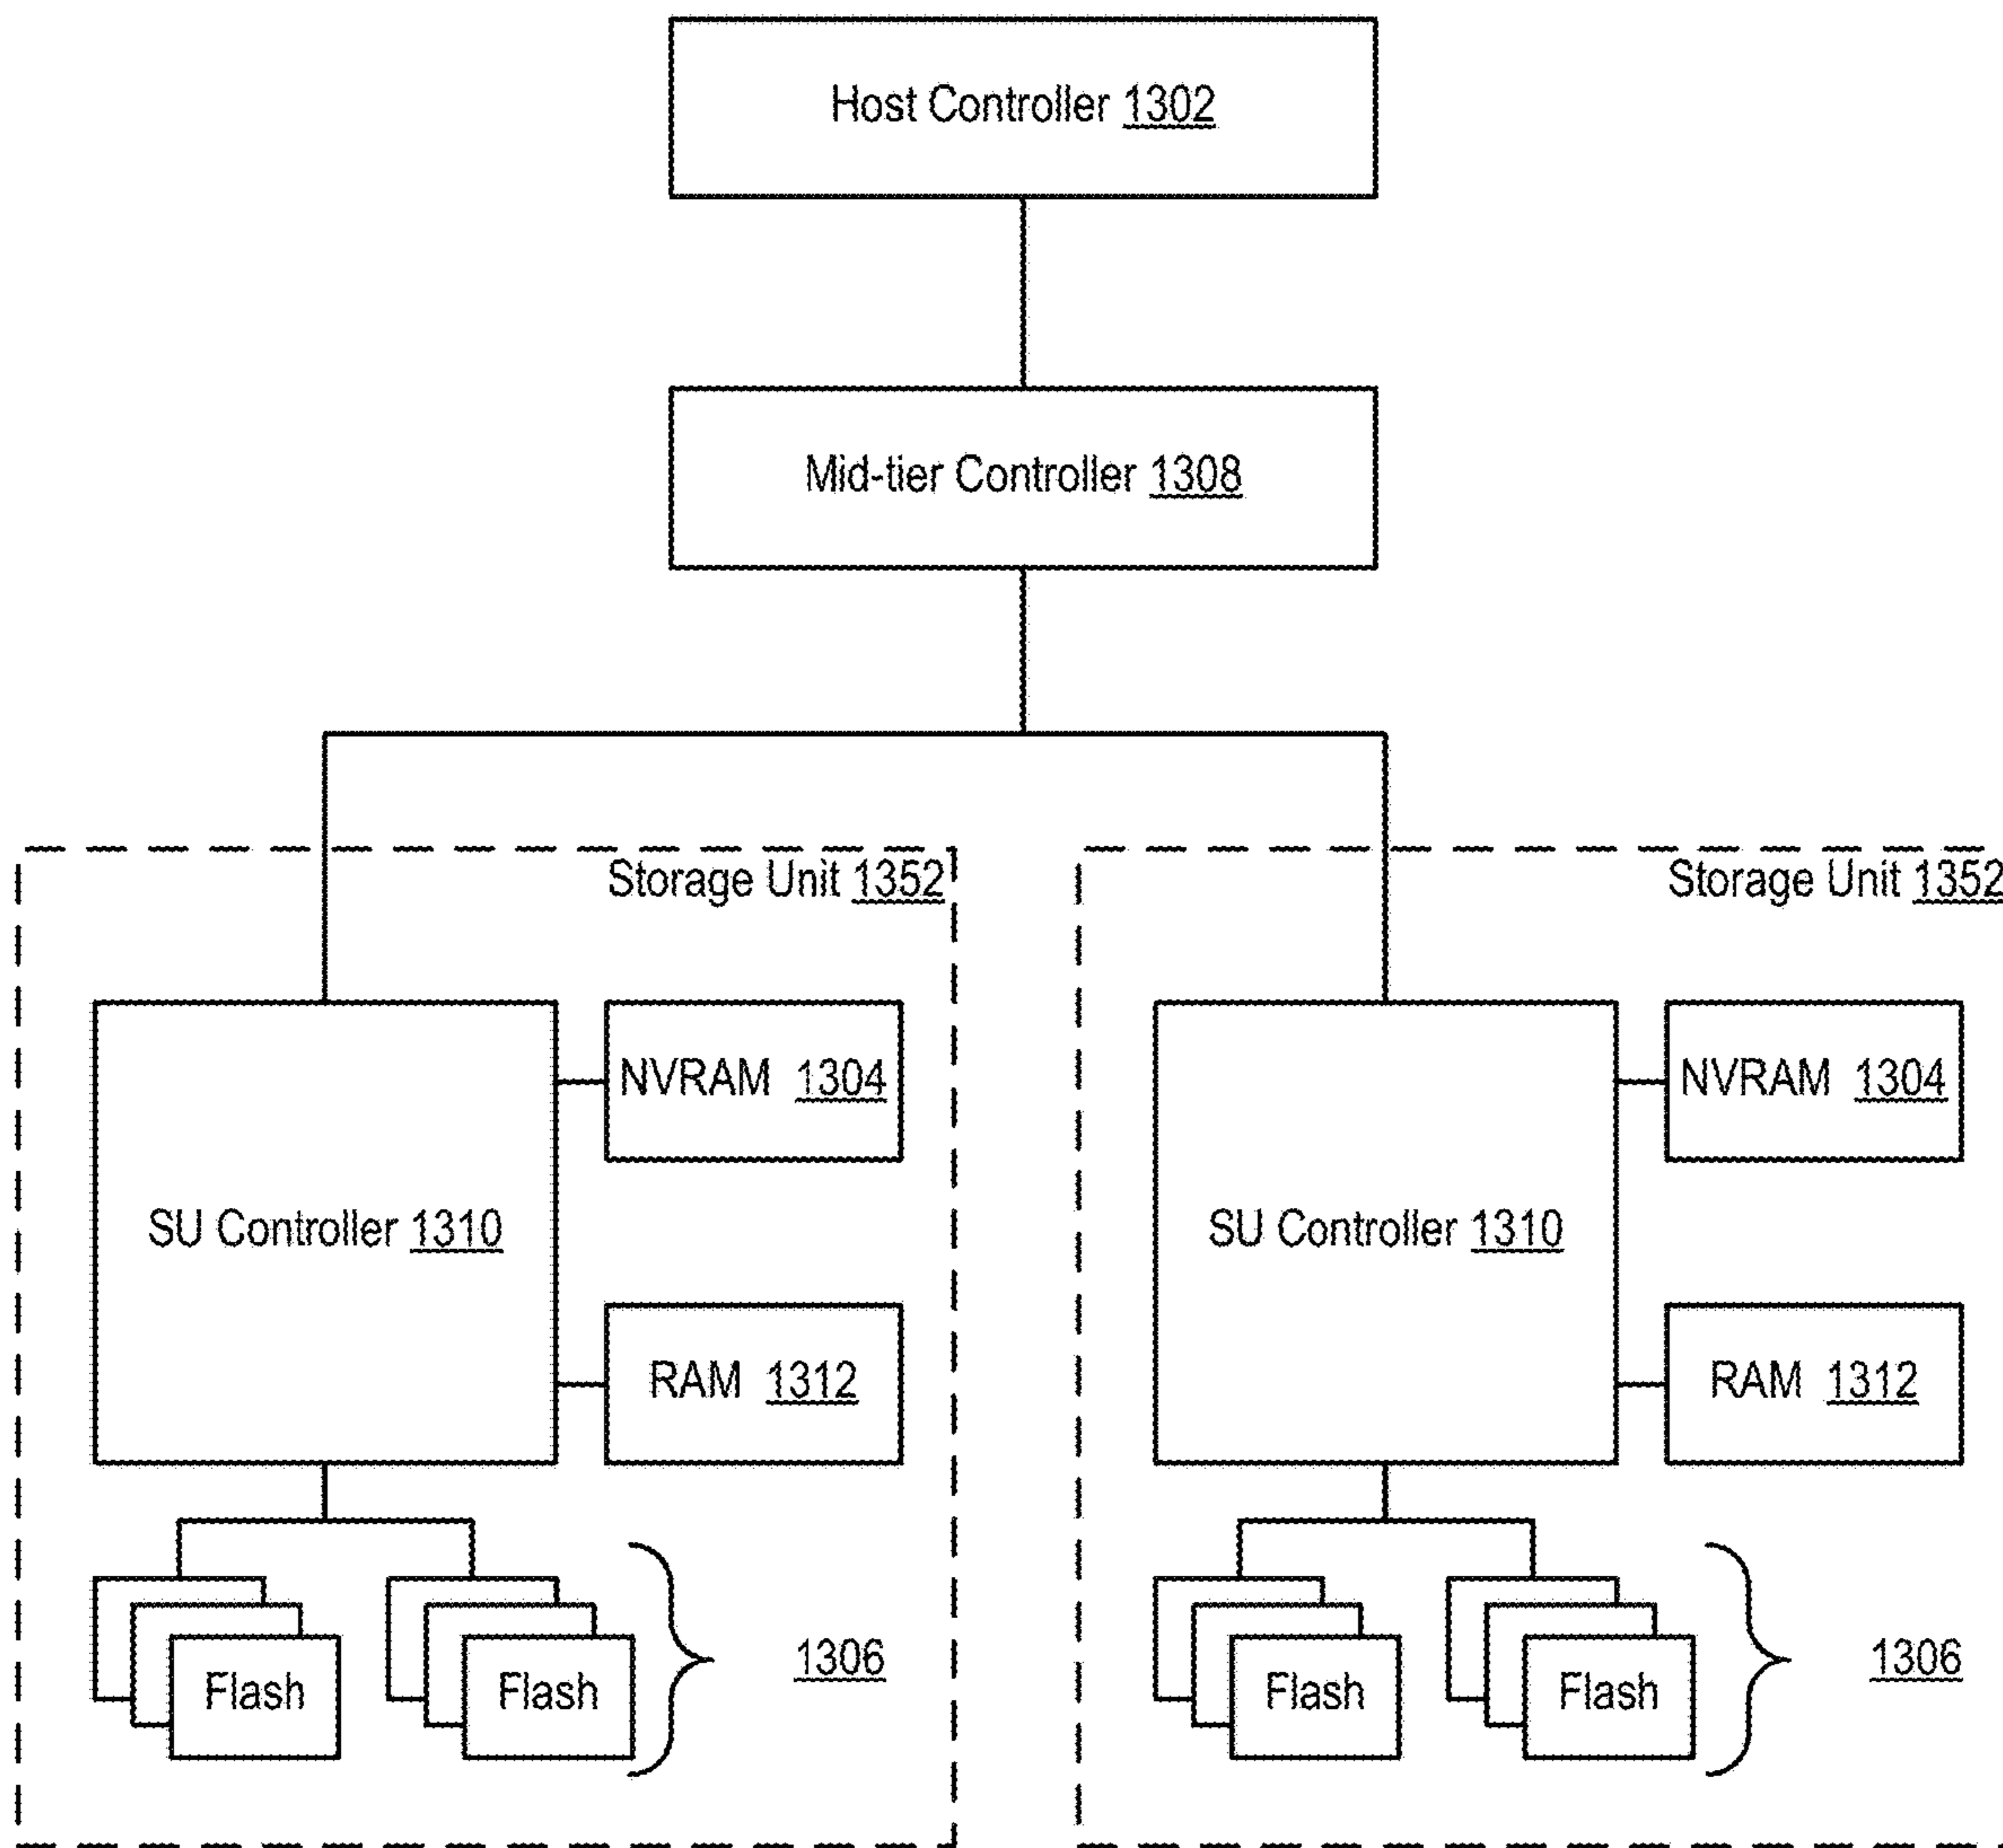 Host Controller 1302
Mid-tier Controller 1308
Storage Unit 1352
NVRAM 1304
SU Controller 1310
RAM 1312
Flash
Flash
1306
Storage Unit 1352
NVRAM 1304
SU Controller 1310
RAM 1312
Flash
Flash
1306